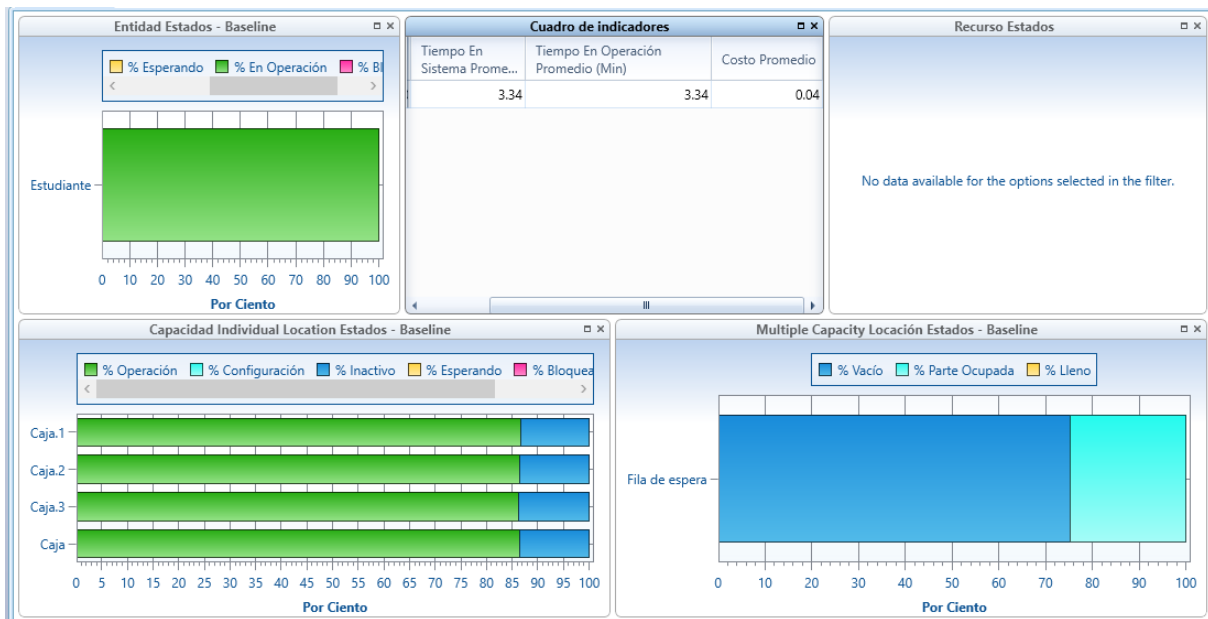 Entidad Estados - Baseline
% Esperando % En Operación % Bl
Estudiante
0 10 20 30 40 50 60 70 80 90 100
Por Ciento
Cuadro de indicadores
Tiempo En Tiempo En Operación Costo Promedio
Sistema Prome... Promedio (Min)
3.34 3.34 0.04
Recurso Estados
No data available for the options selected in the filter.
Capacidad Individual Location Estados - Baseline
% Operación % Configuración % Inactivo % Esperando % Bloquea
Caja.1
Caja.2
Caja.3
Caja
0 5 10 15 20 25 30 35 40 45 50 55 60 65 70 75 80 85 90 95 100
Por Ciento
Multiple Capacity Locación Estados - Baseline
% Vacío % Parte Ocupada % Lleno
Fila de espera
0 10 20 30 40 50 60 70 80 90 100
Por Ciento